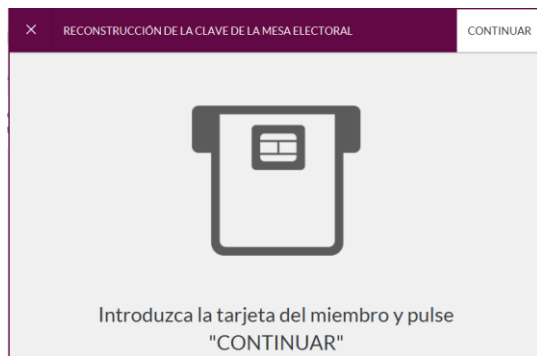 RECONSTRUCCIÓN DE LA CLAVE DE LA MESA ELECTORAL
CONTINUAR
Introduzca la tarjeta del miembro y pulse
"CONTINUAR"